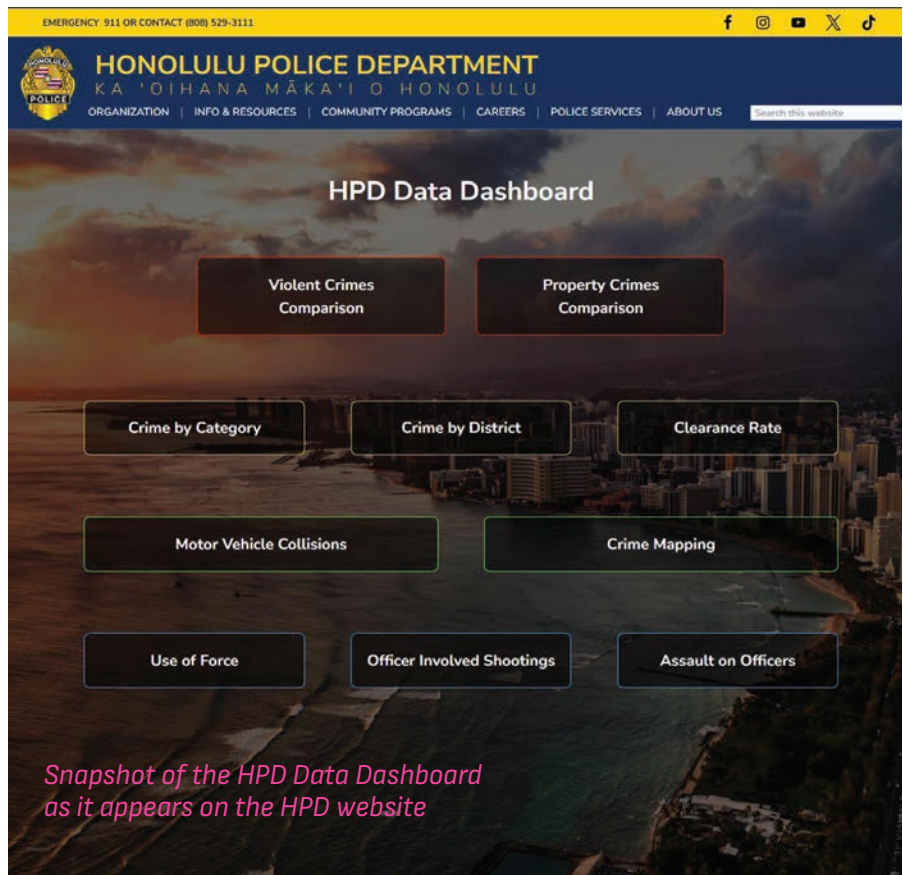 EMERGENCY 911 OR CONTACT (808) 529-3111
HONOLULU
POLICE
HONOLULU POLICE DEPARTMENT
KA 'OIHANA MĀKA'I O HONOLULU
ORGANIZATION | INFO & RESOURCES | COMMUNITY PROGRAMS | CAREERS | POLICE SERVICES | ABOUT US
Search this website
HPD Data Dashboard
Violent Crimes
Comparison
Property Crimes
Comparison
Crime by Category
Crime by District
Clearance Rate
Motor Vehicle Collisions
Crime Mapping
Use of Force
Officer Involved Shootings
Assault on Officers
Snapshot of the HPD Data Dashboard
as it appears on the HPD website